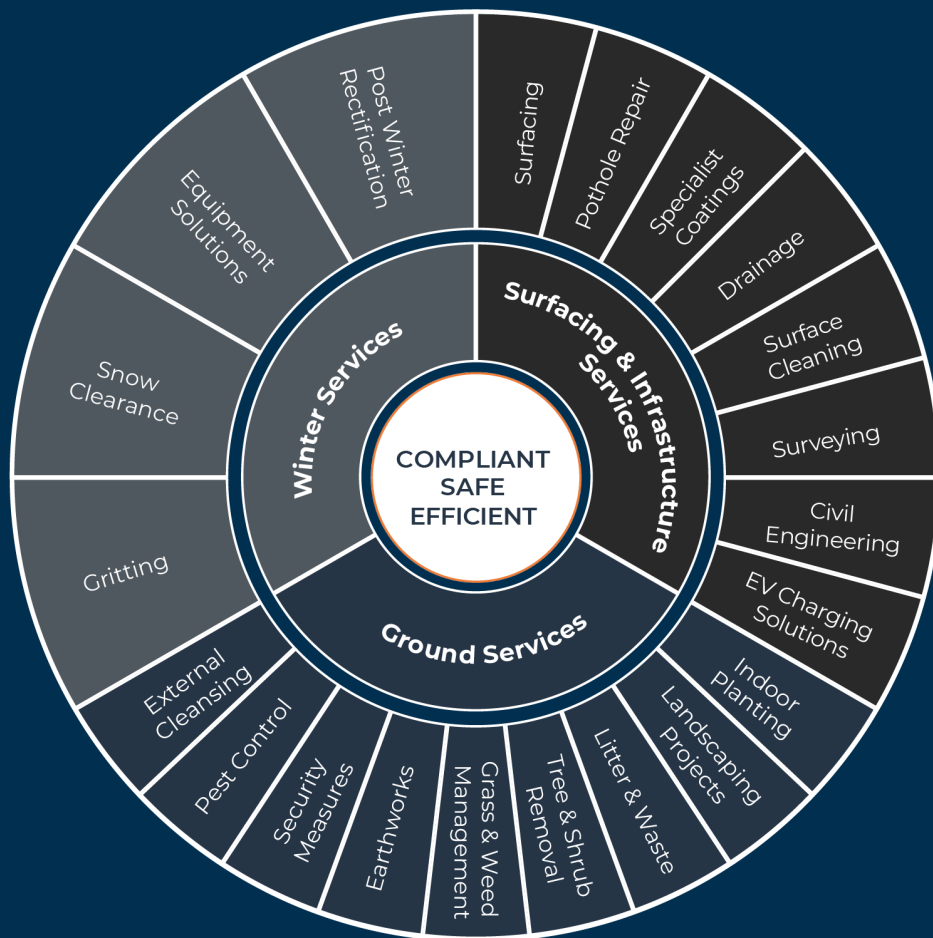 COMPLIANT
SAFE
EFFICIENT
Surfacing & Infrastructure
Services
Ground Services
Winter Services
Surfacing
Pothole Repair
Specialist
Coatings
Drainage
Surface
Cleaning
Surveying
Civil
Engineering
EV Charging
Solutions
Indoor
Planting
Landscaping
Projects
Litter & Waste
Tree & Shrub
Removal
Grass & Weed
Management
Earthworks
Security
Measures
Pest Control
External
Cleansing
Gritting
Snow
Clearance
Equipment
Solutions
Post Winter
Rectification